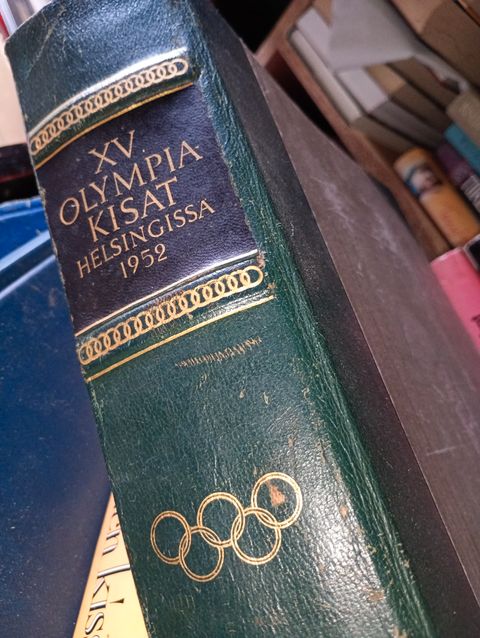 XV
OLYMPIA-
KISAT
HELSINGISSA
1952